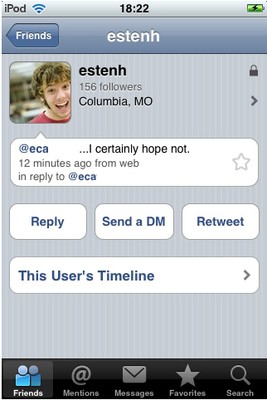 iPod 18:22
Friends estenh
estenh
156 followers
Columbia, MO
@eca ...I certainly hope not.
12 minutes ago from web
in reply to @eca
Reply Send a DM Retweet
This User's Timeline
Friends Mentions Messages Favorites Search